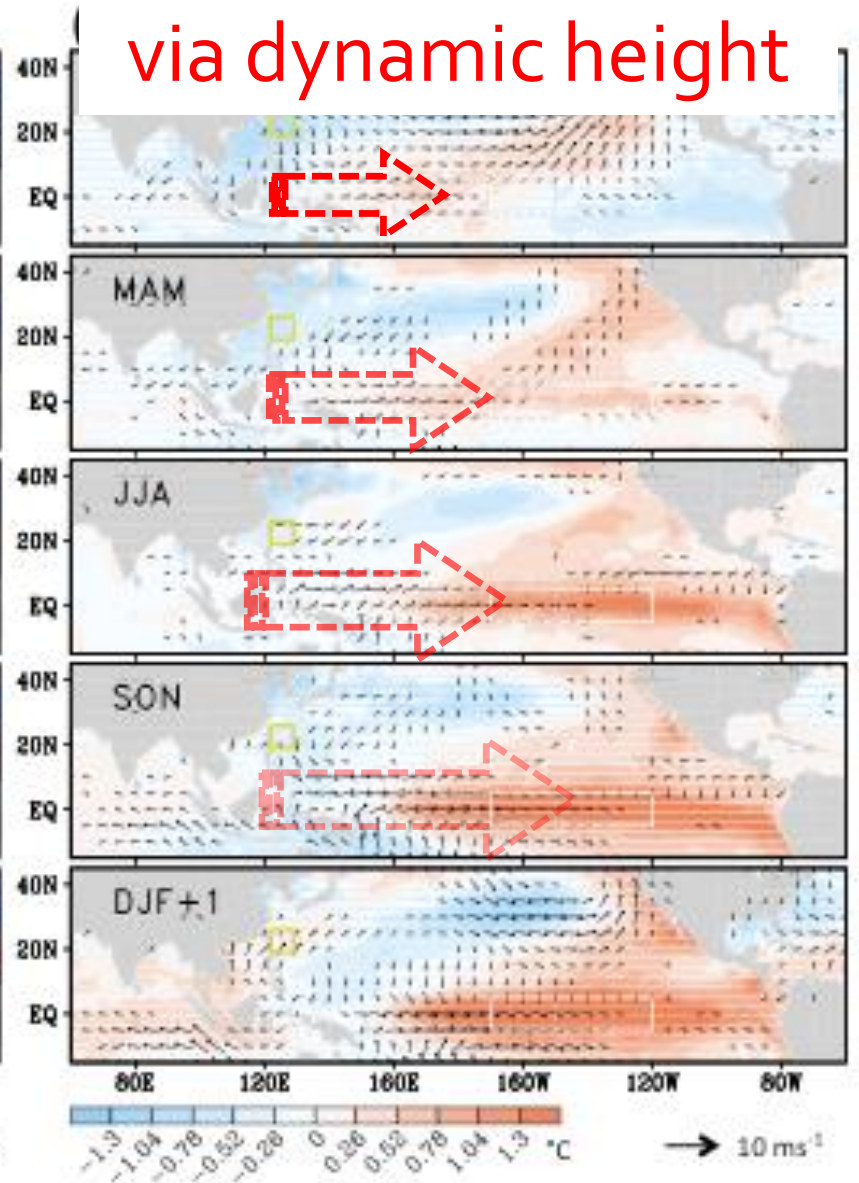 via dynamic height
40N
20N
EQ
MAM
40N
20N
EQ
JJA
40N
20N
EQ
SON
40N
20N
EQ
DJF+1
40N
20N
EQ
80E 120E 160E 160W 120W 80W
-1.3 -1.04 -0.78 -0.52 -0.26 0 0.26 0.52 0.78 1.04 1.3 °C
10 ms⁻¹